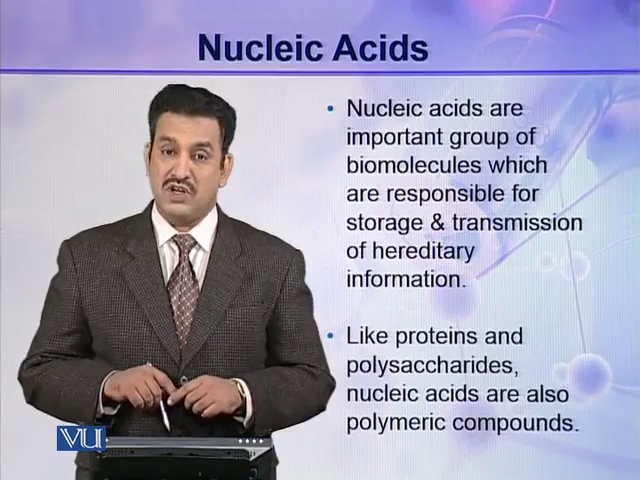 Nucleic Acids
• Nucleic acids are
important group of
biomolecules which
are responsible for
storage & transmission
of hereditary
information.
• Like proteins and
polysaccharides,
nucleic acids are also
polymeric compounds.
VU